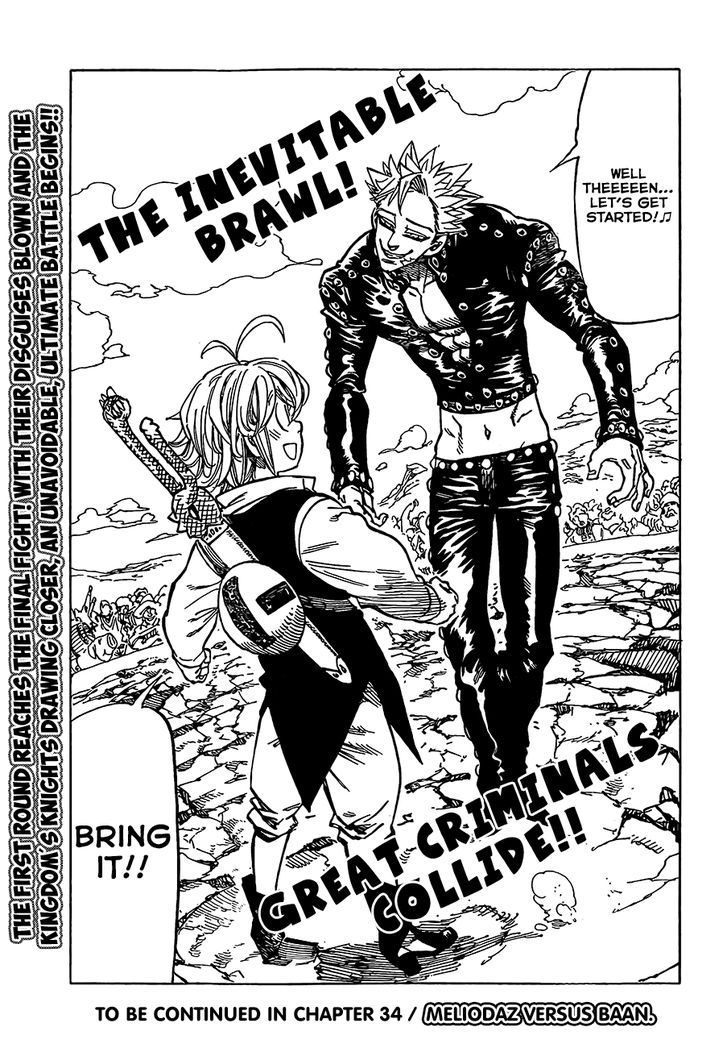 THE FIRST ROUND REACHES THE FINAL FIGHT! WITH THEIR DISGUISES BLOWN AND THE
KINGDOM'S KNIGHTS DRAWING CLOSER, AN UNAVOIDABLE, ULTIMATE BATTLE BEGINS!!
THE INEVITABLE
BRAWL!
WELL
THEEEEEN...
LET'S GET
STARTED!♫
BRING
IT!!
GREAT CRIMINALS
COLLIDE!!
TO BE CONTINUED IN CHAPTER 34 / MELIODAZ VERSUS BAAN.